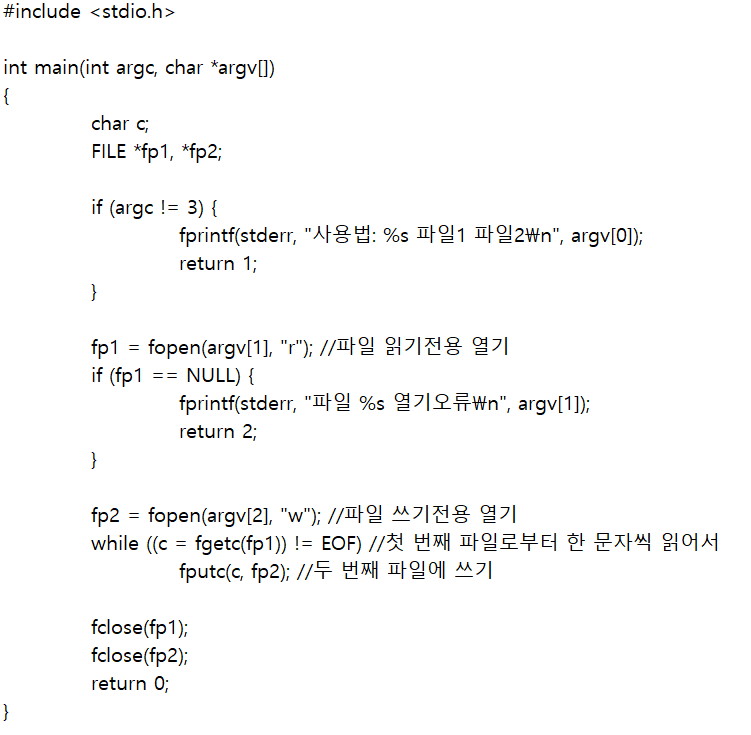 #include <stdio.h>
int main(int argc, char *argv[])
{
char c;
FILE *fp1, *fp2;
if (argc != 3) {
fprintf(stderr, "사용법: %s 파일1 파일2₩n", argv[0]);
return 1;
}
fp1 = fopen(argv[1], "r"); //파일 읽기전용 열기
if (fp1 == NULL) {
fprintf(stderr, "파일 %s 열기오류₩n", argv[1]);
return 2;
}
fp2 = fopen(argv[2], "w"); //파일 쓰기전용 열기
while ((c = fgetc(fp1)) != EOF) //첫 번째 파일로부터 한 문자씩 읽어서
fputc(c, fp2); //두 번째 파일에 쓰기
fclose(fp1);
fclose(fp2);
return 0;
}